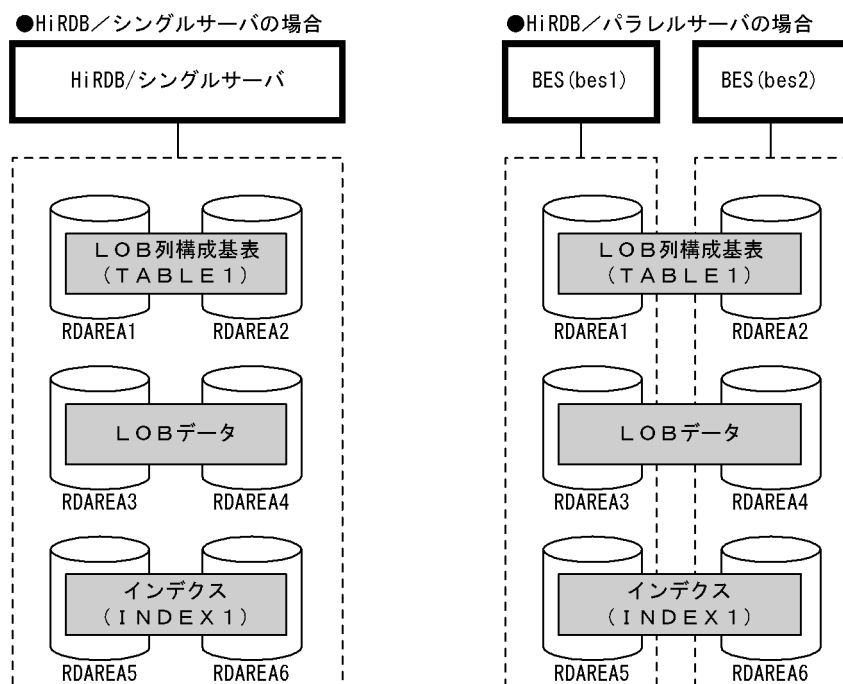 ●HiRDB／シングルサーバの場合
HiRDB/シングルサーバ
ＬＯＢ列構成基表
（ＴＡＢＬＥ１）
RDAREA1
RDAREA2
ＬＯＢデータ
RDAREA3
RDAREA4
インデクス
（ＩＮＤＥＸ１）
RDAREA5
RDAREA6
●HiRDB／パラレルサーバの場合
BES(bes1)
BES(bes2)
ＬＯＢ列構成基表
（ＴＡＢＬＥ１）
RDAREA1
RDAREA2
ＬＯＢデータ
RDAREA3
RDAREA4
インデクス
（ＩＮＤＥＸ１）
RDAREA5
RDAREA6